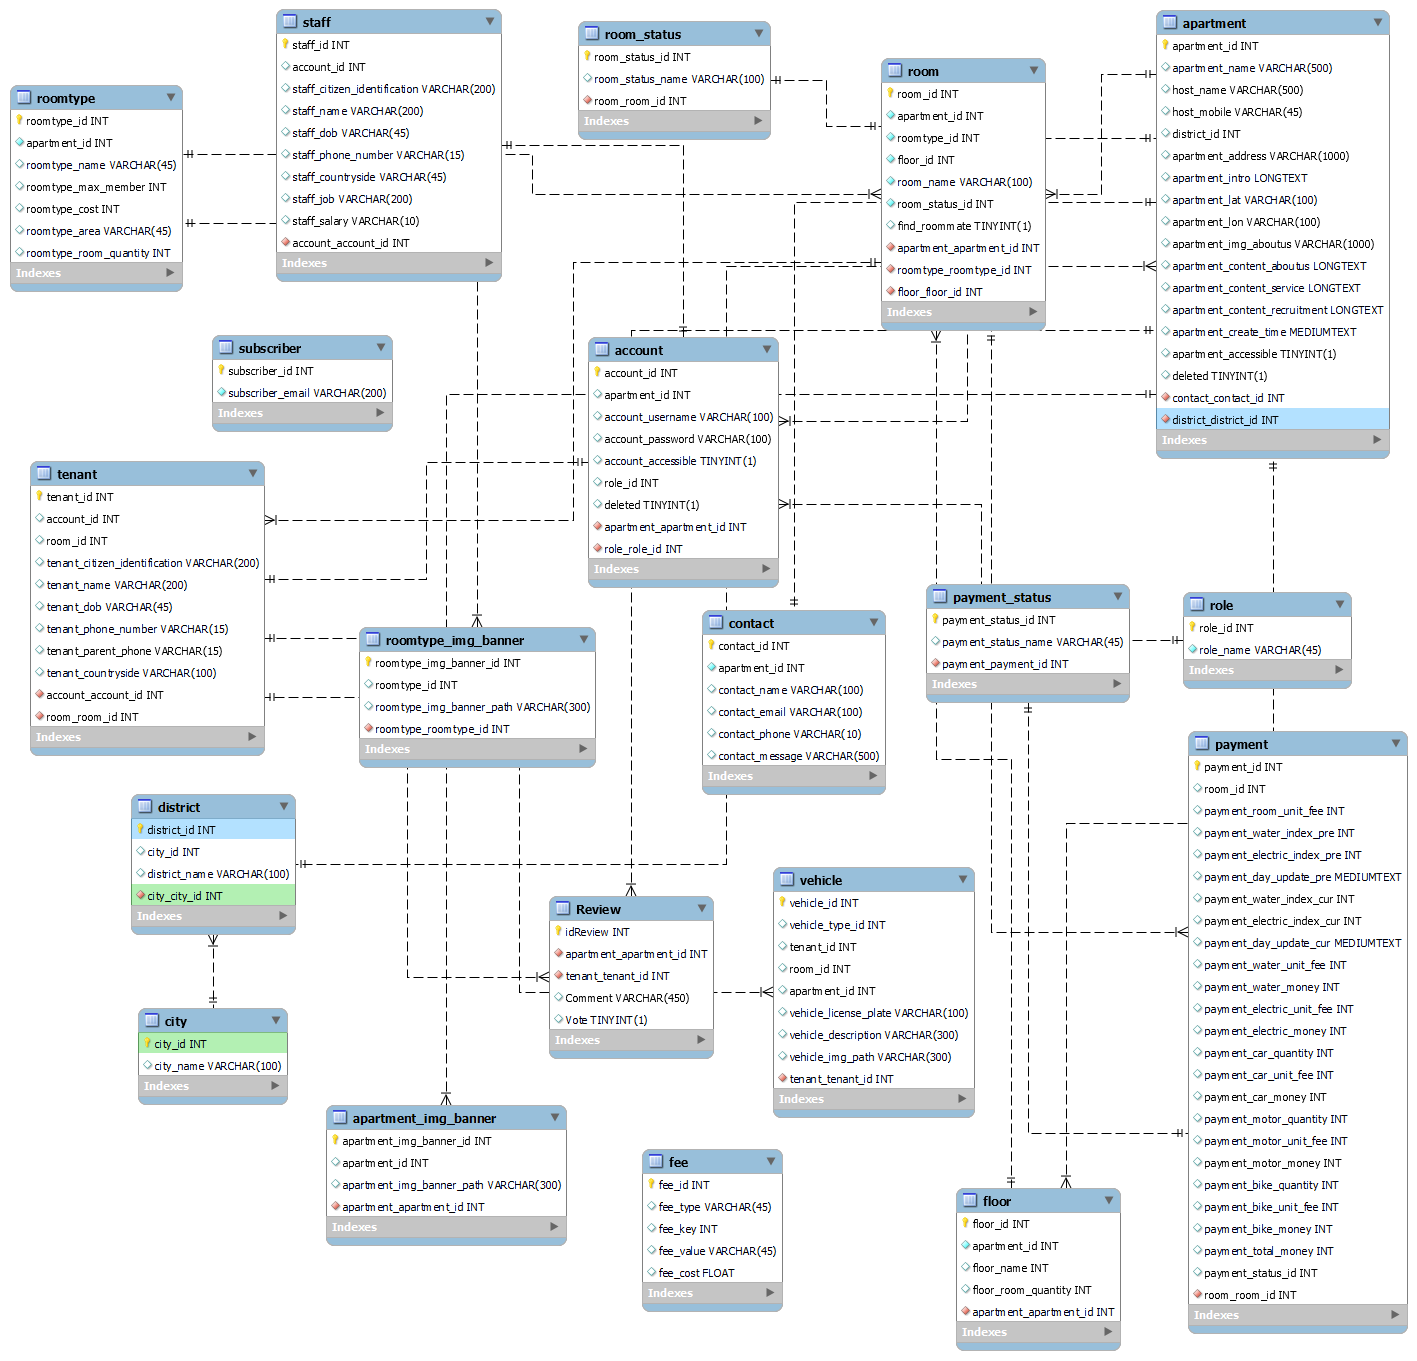 staff
staff_id INT
account_id INT
staff_citizen_identification VARCHAR(200)
staff_name VARCHAR(200)
staff_dob VARCHAR(45)
staff_phone_number VARCHAR(15)
staff_countryside VARCHAR(45)
staff_job VARCHAR(200)
staff_salary VARCHAR(10)
account_account_id INT
Indexes
room_status
room_status_id INT
room_status_name VARCHAR(100)
room_room_id INT
Indexes
apartment
apartment_id INT
apartment_name VARCHAR(500)
host_name VARCHAR(500)
host_mobile VARCHAR(45)
district_id INT
apartment_address VARCHAR(1000)
apartment_intro LONGTEXT
apartment_lat VARCHAR(100)
apartment_lon VARCHAR(100)
apartment_img_aboutus VARCHAR(1000)
apartment_content_aboutus LONGTEXT
apartment_content_service LONGTEXT
apartment_content_recruitment LONGTEXT
apartment_create_time MEDIUMTEXT
apartment_accessible TINYINT(1)
deleted TINYINT(1)
contact_contact_id INT
district_district_id INT
Indexes
room
room_id INT
apartment_id INT
roomtype_id INT
floor_id INT
room_name VARCHAR(100)
room_status_id INT
find_roommate TINYINT(1)
apartment_apartment_id INT
roomtype_roomtype_id INT
floor_floor_id INT
Indexes
roomtype
roomtype_id INT
apartment_id INT
roomtype_name VARCHAR(45)
roomtype_max_member INT
roomtype_cost INT
roomtype_area VARCHAR(45)
roomtype_room_quantity INT
Indexes
subscriber
subscriber_id INT
subscriber_email VARCHAR(200)
Indexes
account
account_id INT
apartment_id INT
account_username VARCHAR(100)
account_password VARCHAR(100)
account_accessible TINYINT(1)
role_id INT
deleted TINYINT(1)
apartment_apartment_id INT
role_role_id INT
Indexes
tenant
tenant_id INT
account_id INT
room_id INT
tenant_citizen_identification VARCHAR(200)
tenant_name VARCHAR(200)
tenant_dob VARCHAR(45)
tenant_phone_number VARCHAR(15)
tenant_parent_phone VARCHAR(15)
tenant_countryside VARCHAR(100)
account_account_id INT
room_room_id INT
Indexes
roomtype_img_banner
roomtype_img_banner_id INT
roomtype_id INT
roomtype_img_banner_path VARCHAR(300)
roomtype_roomtype_id INT
Indexes
contact
contact_id INT
apartment_id INT
contact_name VARCHAR(100)
contact_email VARCHAR(100)
contact_phone VARCHAR(10)
contact_message VARCHAR(500)
Indexes
payment_status
payment_status_id INT
payment_status_name VARCHAR(45)
payment_payment_id INT
Indexes
role
role_id INT
role_name VARCHAR(45)
Indexes
payment
payment_id INT
room_id INT
payment_room_unit_fee INT
payment_water_index_pre INT
payment_electric_index_pre INT
payment_day_update_pre MEDIUMTEXT
payment_water_index_cur INT
payment_electric_index_cur INT
payment_day_update_cur MEDIUMTEXT
payment_water_unit_fee INT
payment_water_money INT
payment_electric_unit_fee INT
payment_electric_money INT
payment_car_quantity INT
payment_car_unit_fee INT
payment_car_money INT
payment_motor_quantity INT
payment_motor_unit_fee INT
payment_motor_money INT
payment_bike_quantity INT
payment_bike_unit_fee INT
payment_bike_money INT
payment_total_money INT
payment_status_id INT
room_room_id INT
Indexes
district
district_id INT
city_id INT
district_name VARCHAR(100)
city_city_id INT
Indexes
city
city_id INT
city_name VARCHAR(100)
Indexes
Review
idReview INT
apartment_apartment_id INT
tenant_tenant_id INT
Comment VARCHAR(450)
Vote TINYINT(1)
Indexes
vehicle
vehicle_id INT
vehicle_type_id INT
tenant_id INT
room_id INT
apartment_id INT
vehicle_license_plate VARCHAR(100)
vehicle_description VARCHAR(300)
vehicle_img_path VARCHAR(300)
tenant_tenant_id INT
Indexes
apartment_img_banner
apartment_img_banner_id INT
apartment_id INT
apartment_img_banner_path VARCHAR(300)
apartment_apartment_id INT
Indexes
fee
fee_id INT
fee_type VARCHAR(45)
fee_key INT
fee_value VARCHAR(45)
fee_cost FLOAT
Indexes
floor
floor_id INT
apartment_id INT
floor_name INT
floor_room_quantity INT
apartment_apartment_id INT
Indexes